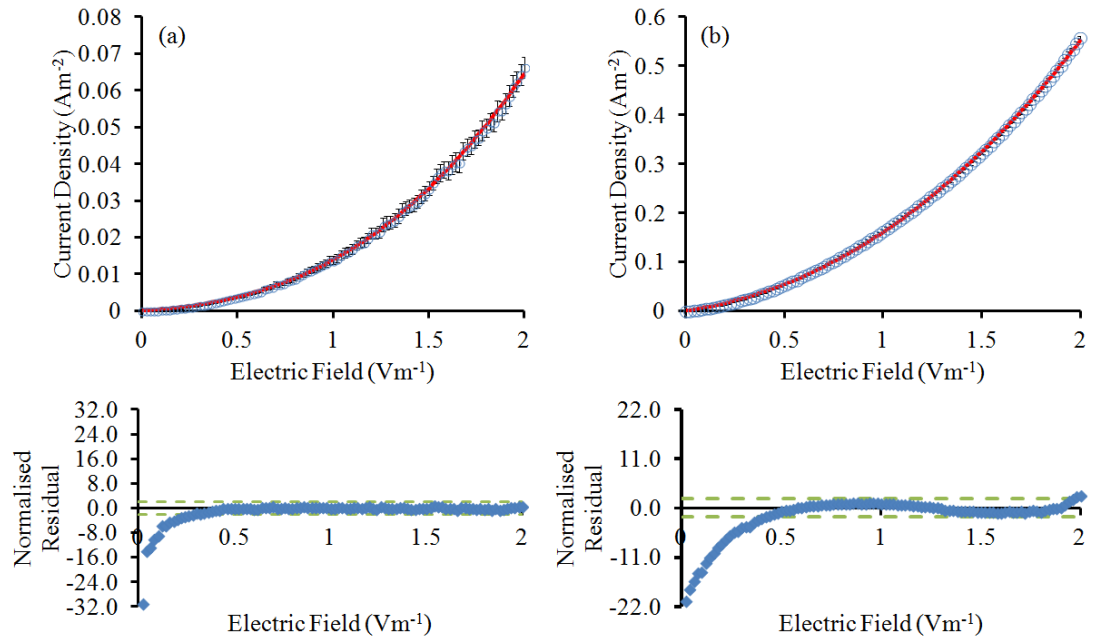 (a)
Current Density (Am-2)
0.08
0.07
0.06
0.05
0.04
0.03
0.02
0.01
0
0 0.5 1 1.5 2
Electric Field (Vm-1)
(b)
Current Density (Am-2)
0.6
0.5
0.4
0.3
0.2
0.1
0
0 0.5 1 1.5 2
Electric Field (Vm-1)
Normalised
Residual
32.0
24.0
16.0
8.0
0.0
-8.0
-16.0
-24.0
-32.0
0 0.5 1 1.5 2
Electric Field (Vm-1)
Normalised
Residual
22.0
11.0
0.0
-11.0
-22.0
0 0.5 1 1.5 2
Electric Field (Vm-1)